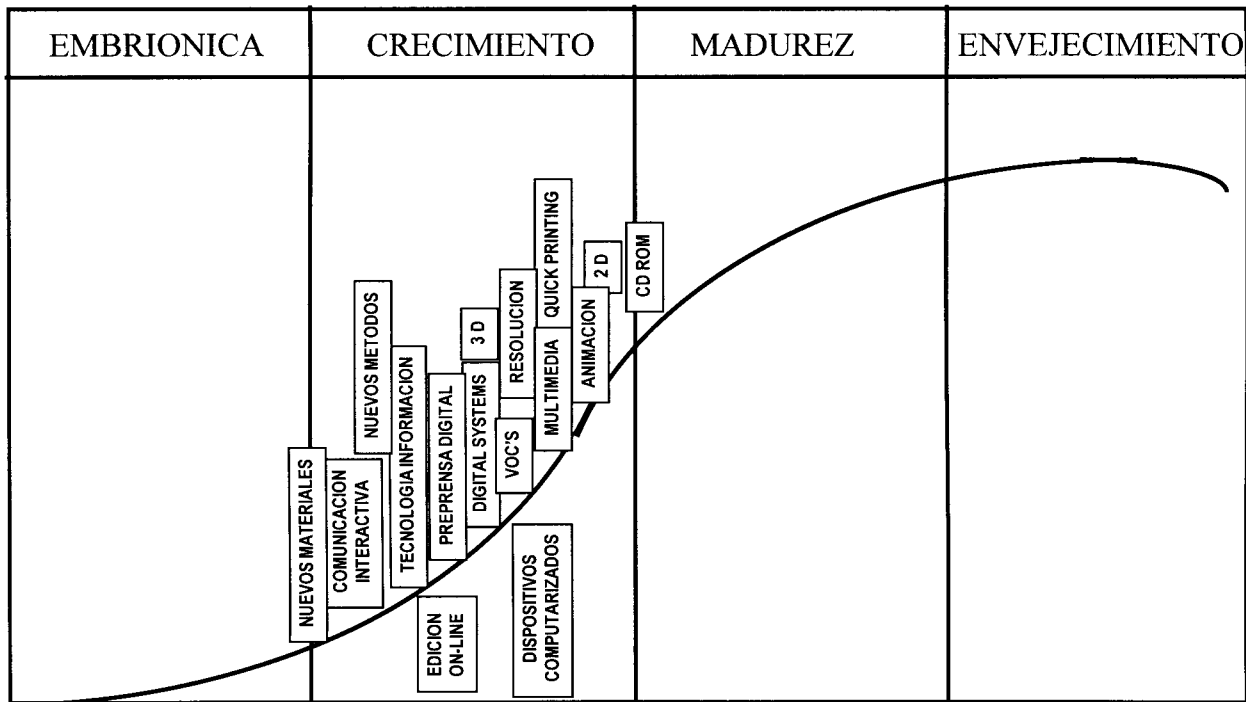 EMBRIONICA
CRECIMIENTO
MADUREZ
ENVEJECIMIENTO
NUEVOS MATERIALES
COMUNICACION
INTERACTIVA
NUEVOS METODOS
TECNOLOGIA INFORMACION
PREPRENSA DIGITAL
3 D
DIGITAL SYSTEMS
RESOLUCION
VOC'S
QUICK PRINTING
MULTIMEDIA
2 D
ANIMACION
CD ROM
EDICION
ON-LINE
DISPOSITIVOS
COMPUTARIZADOS